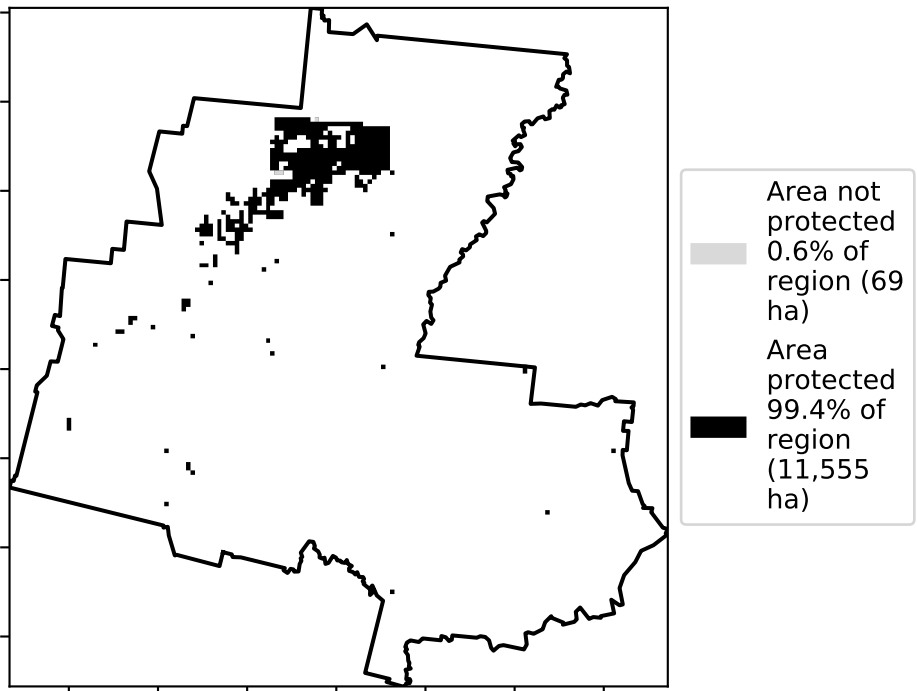 Area not
protected
0.6% of
region (69
ha)
Area
protected
99.4% of
region
(11,555
ha)